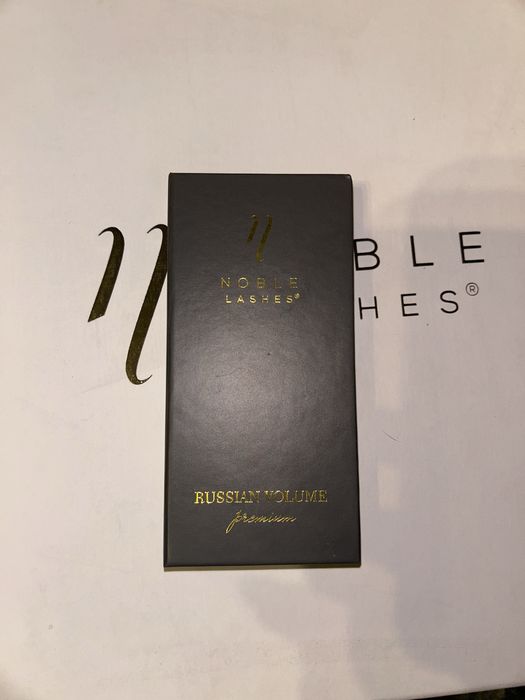 NOBLE
LASHES®
RUSSIAN VOLUME
premium
BLE
HES®